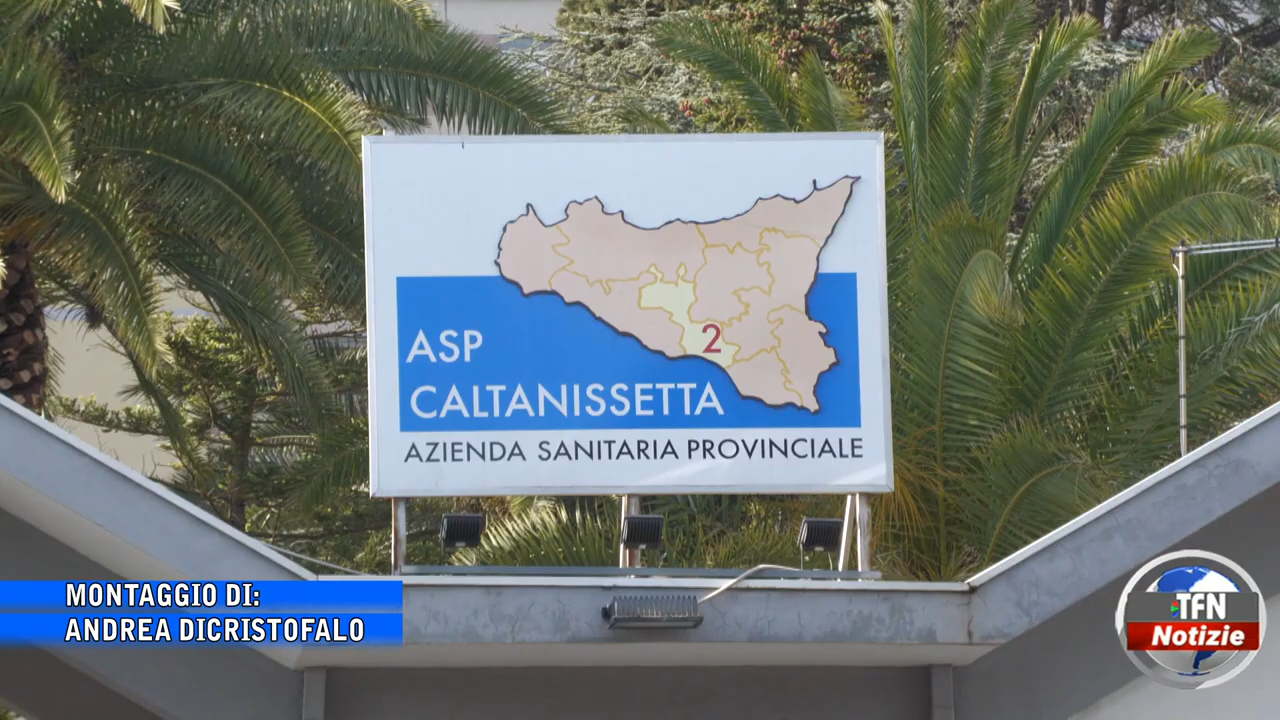 2
ASP
CALTANISSETTA
AZIENDA SANITARIA PROVINCIALE
MONTAGGIO DI:
ANDREA DICRISTOFALO
TFN
Notizie